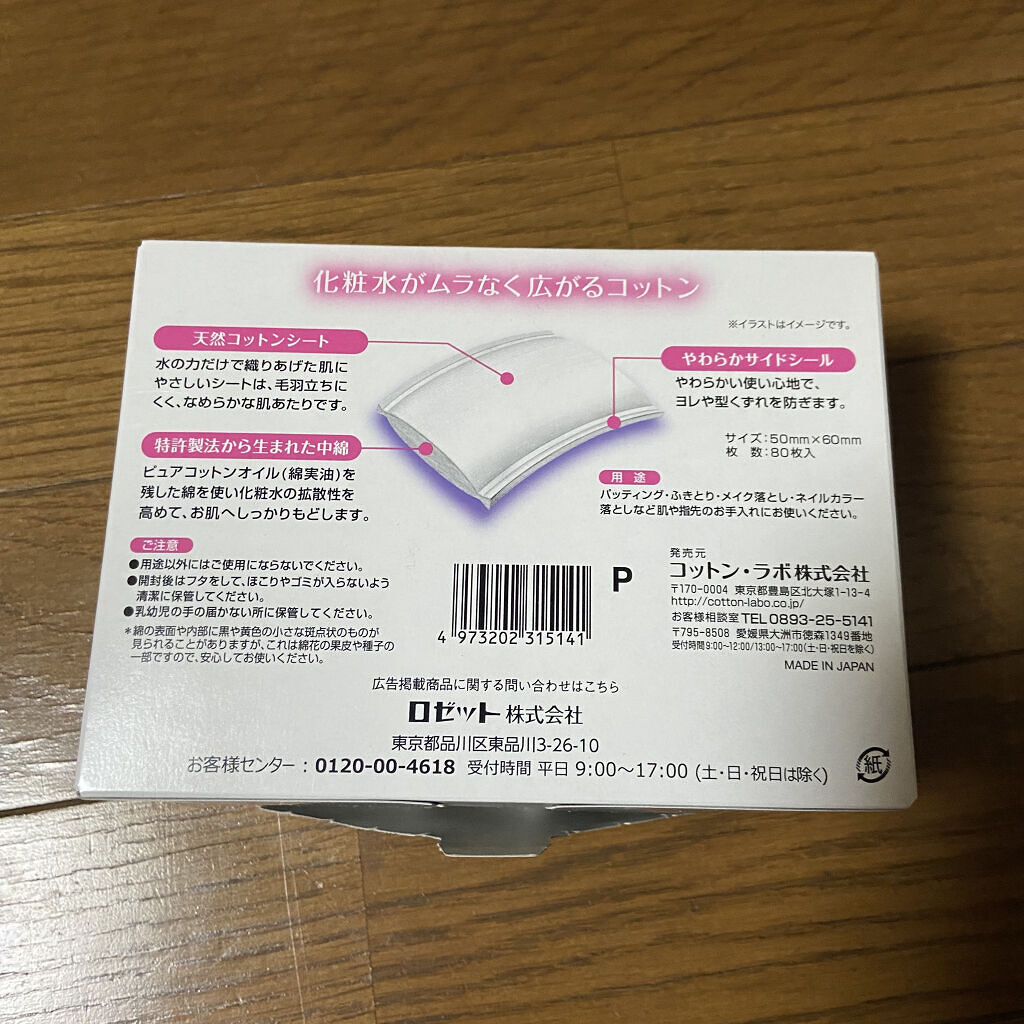 化粧水がムラなく広がるコットン
※イラストはイメージです。
天然コットンシート
水の力だけで織りあげた肌に
やさしいシートは、毛羽立ちに
くく、なめらかな肌あたりです。
やわらかサイドシール
やわらかい使い心地で、
ヨレや型くずれを防ぎます。
特許製法から生まれた中綿
ピュアコットンオイル(綿実油)を
残した綿を使い化粧水の拡散性を
高めて、お肌へしっかりもどします。
サイズ:50mm×60mm
枚 数:80枚入
用途
パッティング・ふきとり・メイク落とし・ネイルカラー
落としなど肌や指先のお手入れにお使いください。
ご注意
●用途以外にはご使用にならないでください。
●開封後はフタをして、ほこりやゴミが入らないよう
清潔に保管してください。
●乳幼児の手の届かない所に保管してください。
*綿の表面や内部に黒や黄色の小さな斑点状のものが
見られることがありますが、これは綿花の果皮や種子の
一部ですので、安心してお使いください。
4 973202 315141
P
発売元
コットン・ラボ株式会社
〒170-0004 東京都豊島区北大塚1-13-4
http://cotton-labo.co.jp/
お客様相談室 TEL0893-25-5141
〒795-8508 愛媛県大洲市徳森1349番地
受付時間9:00~12:00/13:00~17:00(土・日・祝日を除く)
MADE IN JAPAN
広告掲載商品に関する問い合わせはこちら
ロゼット株式会社
東京都品川区東品川3-26-10
お客様センター:0120-00-4618 受付時間 平日 9:00~17:00 (土・日・祝日は除く)
紙